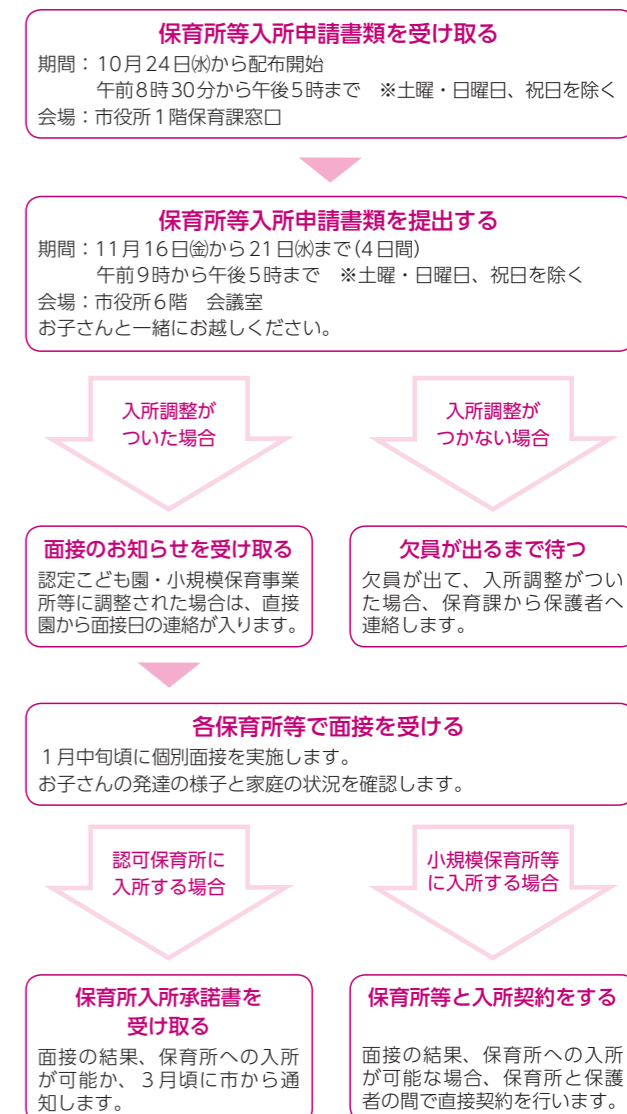 保育所等入所申請書類を受け取る
期間：10月24日㈬から配布開始
午前8時30分から午後5時まで　※土曜・日曜日、祝日を除く
会場：市役所1階保育課窓口
保育所等入所申請書類を提出する
期間：11月16日㈮から21日㈬まで(4日間)
午前9時から午後5時まで　※土曜・日曜日、祝日を除く
会場：市役所6階　会議室
お子さんと一緒にお越しください。
入所調整が
ついた場合
入所調整が
つかない場合
面接のお知らせを受け取る
認定こども園・小規模保育事業
所等に調整された場合は、直接
園から面接日の連絡が入ります。
欠員が出るまで待つ
欠員が出て、入所調整がつい
た場合、保育課から保護者へ
連絡します。
各保育所等で面接を受ける
1月中旬頃に個別面接を実施します。
お子さんの発達の様子と家庭の状況を確認します。
認可保育所に
入所する場合
小規模保育所等
に入所する場合
保育所入所承諾書を
受け取る
面接の結果、保育所への入所
が可能か、3月頃に市から通
知します。
保育所等と入所契約をする
面接の結果、保育所への入所
が可能な場合、保育所と保護
者の間で直接契約を行います。